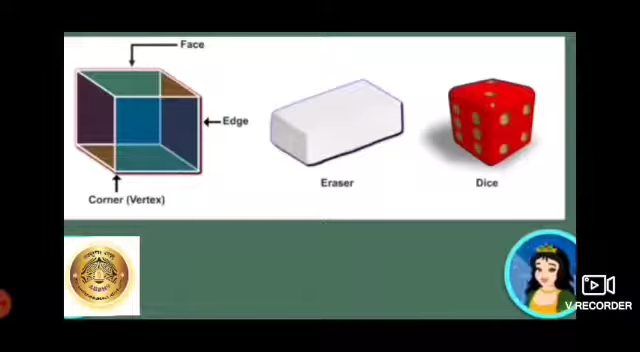 Face
Edge
Corner (Vertex)
Eraser
Dice
V RECORDER